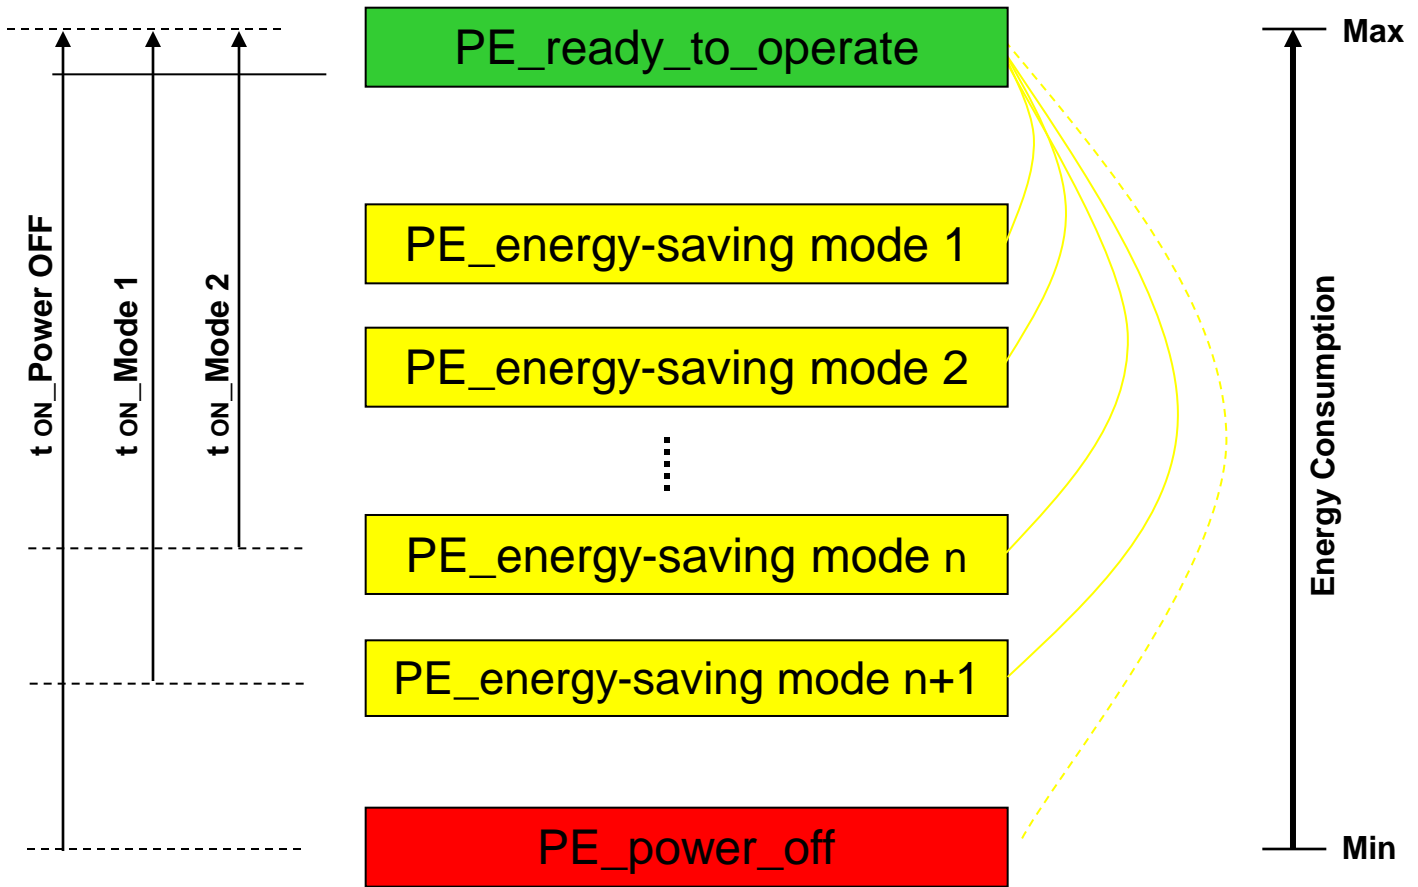 PE_ready_to_operate
Max
PE_energy-saving mode 1
PE_energy-saving mode 2
PE_energy-saving mode n
PE_energy-saving mode n+1
PE_power_off
Min
t ON_Power OFF
t ON_Mode 1
t ON_Mode 2
Energy Consumption